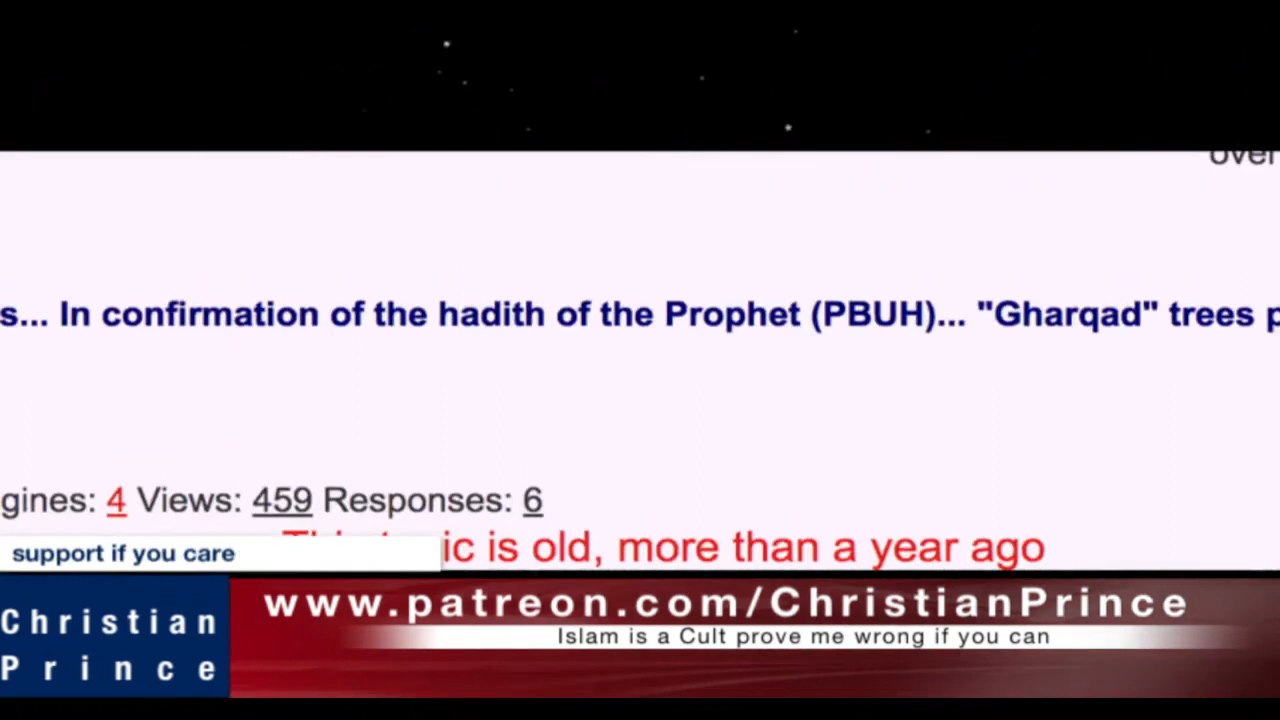 over
s... In confirmation of the hadith of the Prophet (PBUH)... "Gharqad" trees p
gines: 4 Views: 459 Responses: 6
ic is old, more than a year ago
support if you care
Christian
Prince
www.patreon.com/ChristianPrince
Islam is a Cult prove me wrong if you can